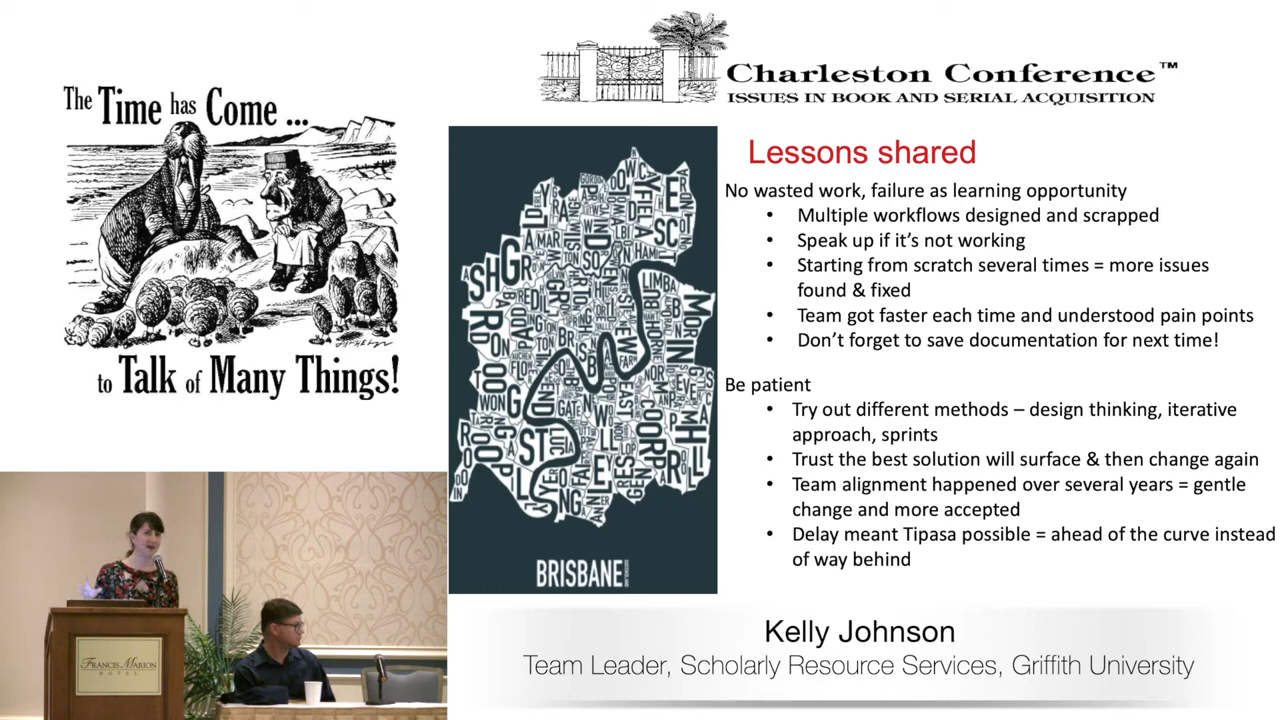 The Time has Come ...
to Talk of Many Things!
Charleston Conference™
ISSUES IN BOOK AND SERIAL ACQUISITION
Lessons shared
No wasted work, failure as learning opportunity
• Multiple workflows designed and scrapped
• Speak up if it's not working
• Starting from scratch several times = more issues
found & fixed
• Team got faster each time and understood pain points
• Don't forget to save documentation for next time!
Be patient
• Try out different methods – design thinking, iterative
approach, sprints
• Trust the best solution will surface & then change again
• Team alignment happened over several years = gentle
change and more accepted
• Delay meant Tipasa possible = ahead of the curve instead
of way behind
BRISBANE
FRANCIS MARION
HOTEL
Kelly Johnson
Team Leader, Scholarly Resource Services, Griffith University